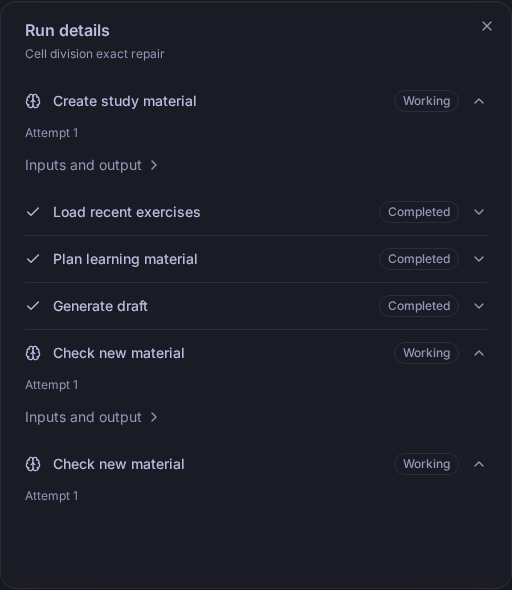 Run details
Cell division exact repair
Create study material Working
Attempt 1
Inputs and output
Load recent exercises Completed
Plan learning material Completed
Generate draft Completed
Check new material Working
Attempt 1
Inputs and output
Check new material Working
Attempt 1